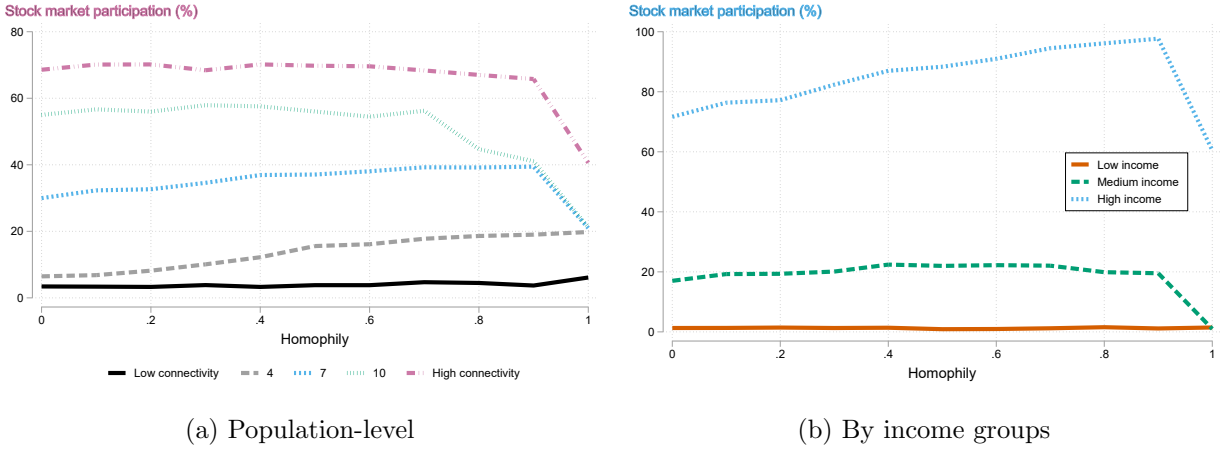 Stock market participation (%)
80
60
40
20
0
0 .2 .4 .6 .8 1
Homophily
Low connectivity 4 7 10 High connectivity
(a) Population-level
Stock market participation (%)
100
80
60
40
20
0
Low income
Medium income
High income
0 .2 .4 .6 .8 1
Homophily
(b) By income groups